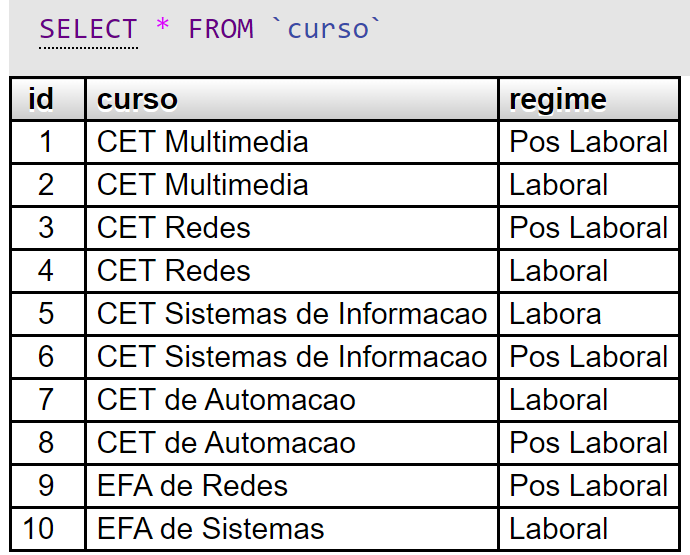 SELECT * FROM `curso`
id curso regime
1 CET Multimedia Pos Laboral
2 CET Multimedia Laboral
3 CET Redes Pos Laboral
4 CET Redes Laboral
5 CET Sistemas de Informacao Labora
6 CET Sistemas de Informacao Pos Laboral
7 CET de Automacao Laboral
8 CET de Automacao Pos Laboral
9 EFA de Redes Pos Laboral
10 EFA de Sistemas Laboral